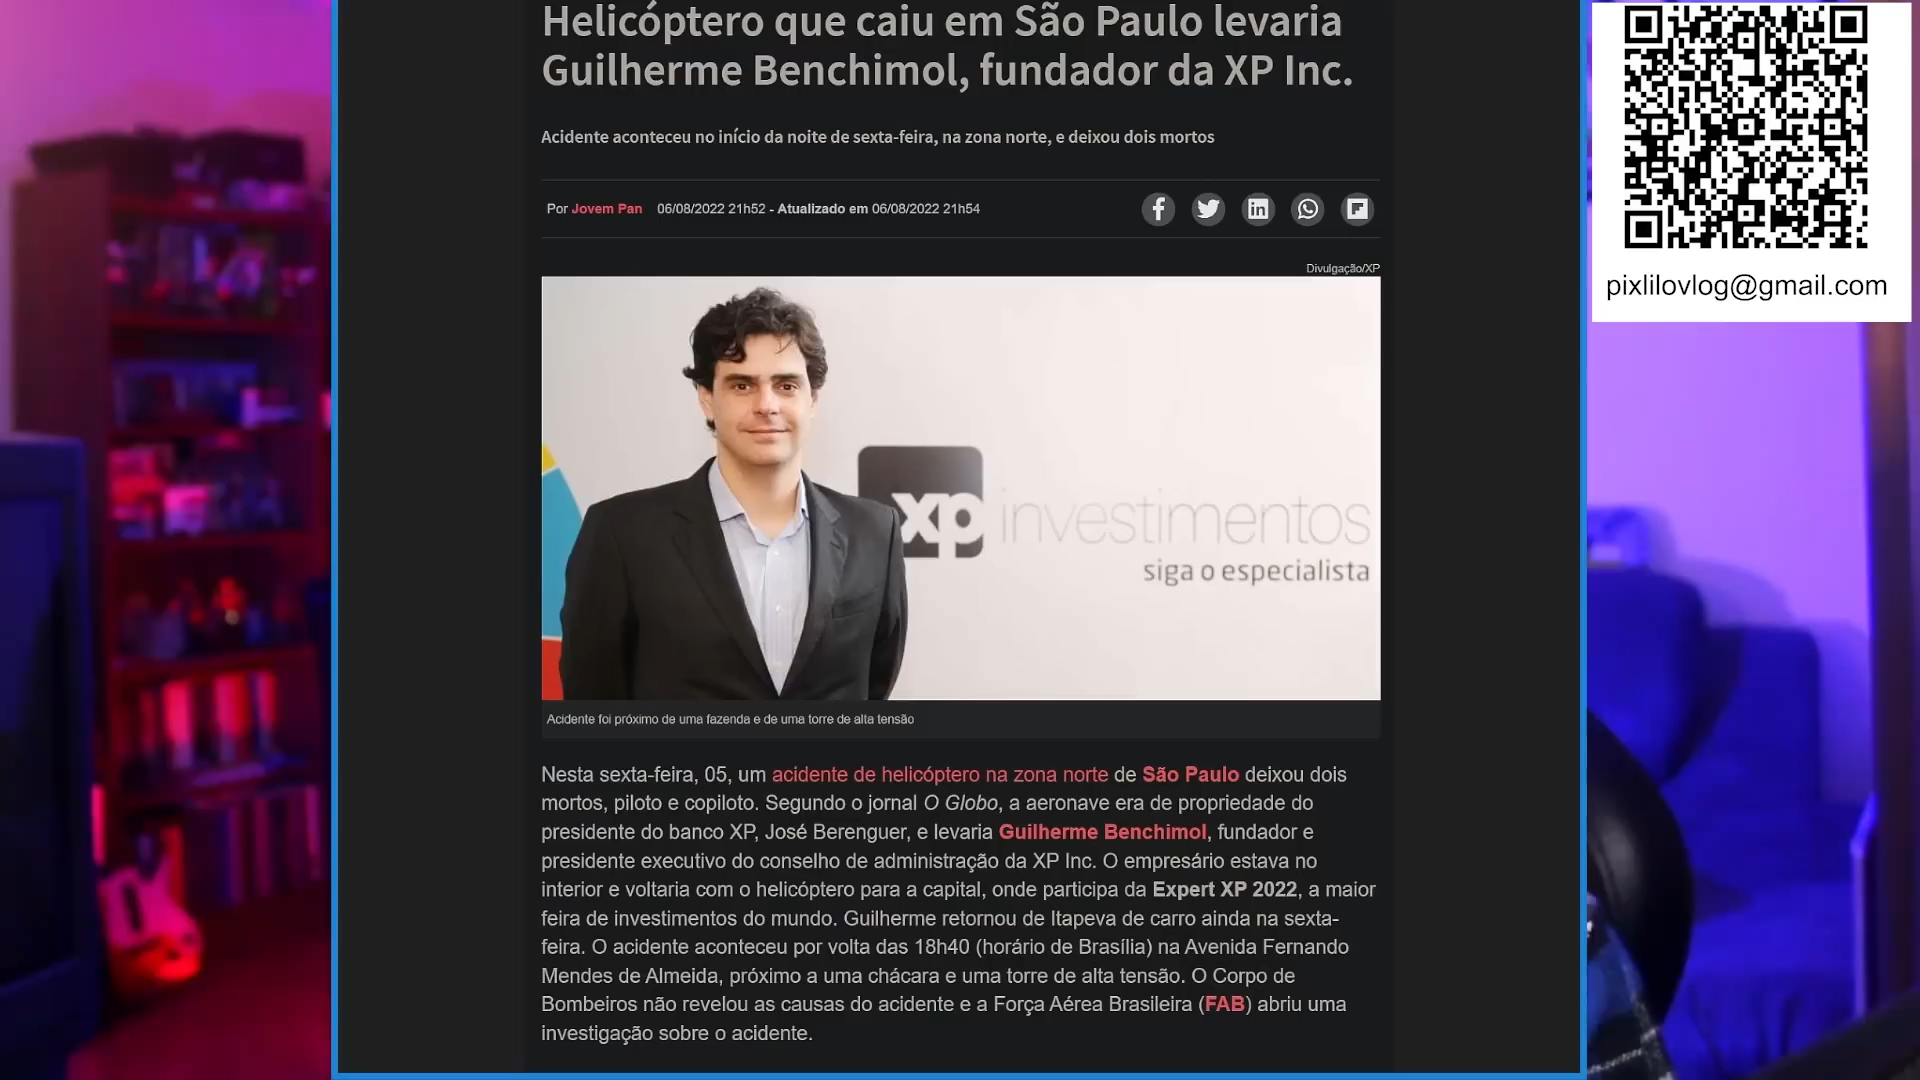 Helicóptero que caiu em São Paulo levaria
Guilherme Benchimol, fundador da XP Inc.
Acidente aconteceu no início da noite de sexta-feira, na zona norte, e deixou dois mortos
Por Jovem Pan 06/08/2022 21h52 - Atualizado em 06/08/2022 21h54
Divulgação/XP
xp investimentos
siga o especialista
Acidente foi próximo de uma fazenda e de uma torre de alta tensão
Nesta sexta-feira, 05, um acidente de helicóptero na zona norte de São Paulo deixou dois
mortos, piloto e copiloto. Segundo o jornal O Globo, a aeronave era de propriedade do
presidente do banco XP, José Berenguer, e levaria Guilherme Benchimol, fundador e
presidente executivo do conselho de administração da XP Inc. O empresário estava no
interior e voltaria com o helicóptero para a capital, onde participa da Expert XP 2022, a maior
feira de investimentos do mundo. Guilherme retornou de Itapeva de carro ainda na sexta-
feira. O acidente aconteceu por volta das 18h40 (horário de Brasília) na Avenida Fernando
Mendes de Almeida, próximo a uma chácara e uma torre de alta tensão. O Corpo de
Bombeiros não revelou as causas do acidente e a Força Aérea Brasileira (FAB) abriu uma
investigação sobre o acidente.
pixlilovlog@gmail.com